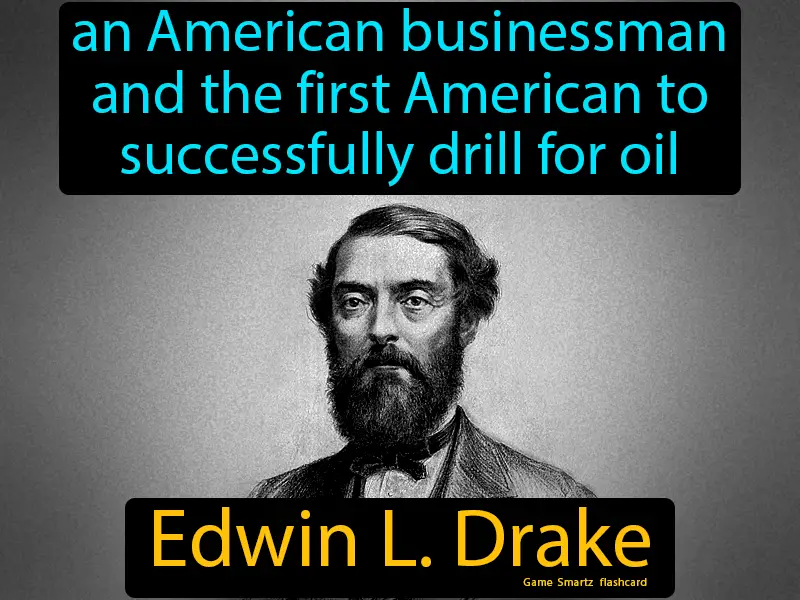 an American businessman
and the first American to
successfully drill for oil
Edwin L. Drake
Game Smartz flashcard